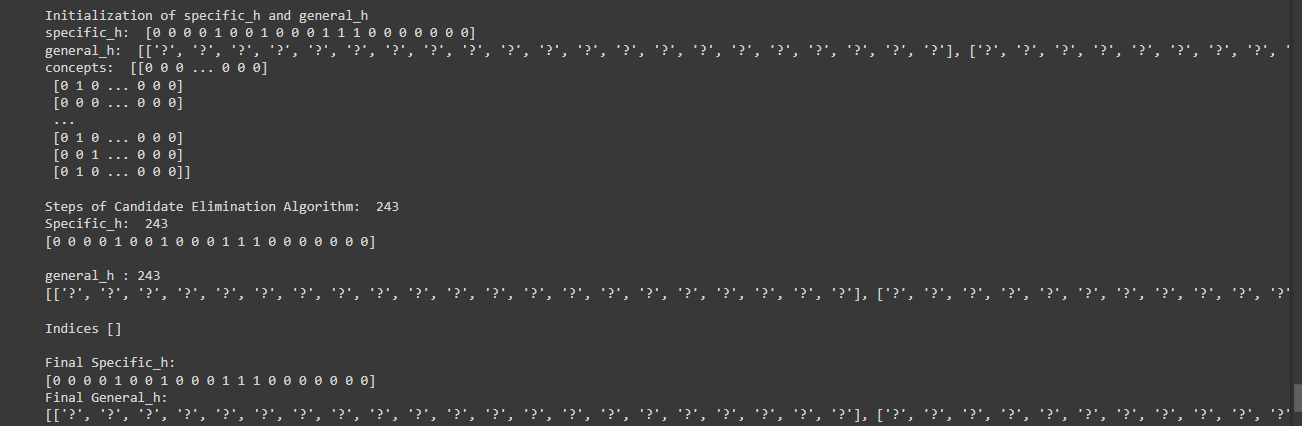 Initialization of specific_h and general_h
specific_h:  [0 0 0 0 1 0 0 1 0 0 0 1 1 1 0 0 0 0 0 0 0]
general_h:  [['?', '?', '?', '?', '?', '?', '?', '?', '?', '?', '?', '?', '?', '?', '?', '?', '?', '?', '?', '?', '?'], ['?', '?', '?', '?', '?', '?', '?', '?', '
concepts:  [[0 0 0 ... 0 0 0]
[0 1 0 ... 0 0 0]
[0 0 0 ... 0 0 0]
...
[0 1 0 ... 0 0 0]
[0 0 1 ... 0 0 0]
[0 1 0 ... 0 0 0]]
Steps of Candidate Elimination Algorithm:  243
Specific_h:  243
[0 0 0 0 1 0 0 1 0 0 0 1 1 1 0 0 0 0 0 0 0]
general_h : 243
[['?', '?', '?', '?', '?', '?', '?', '?', '?', '?', '?', '?', '?', '?', '?', '?', '?', '?', '?', '?', '?'], ['?', '?', '?', '?', '?', '?', '?', '?', '?', '?', '?'
Indices []
Final Specific_h:
[0 0 0 0 1 0 0 1 0 0 0 1 1 1 0 0 0 0 0 0 0]
Final General_h:
[['?', '?', '?', '?', '?', '?', '?', '?', '?', '?', '?', '?', '?', '?', '?', '?', '?', '?', '?', '?', '?'], ['?', '?', '?', '?', '?', '?', '?', '?', '?', '?', '?'